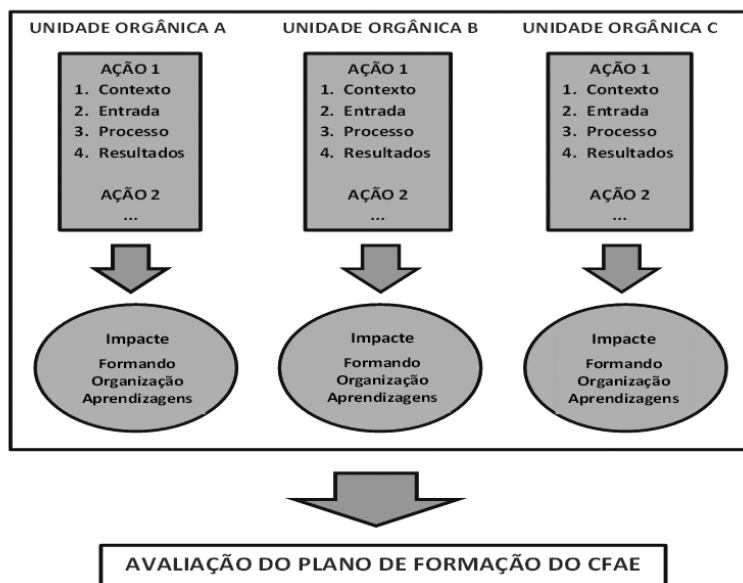 UNIDADE ORGÂNICA A
AÇÃO 1
1. Contexto
2. Entrada
3. Processo
4. Resultados
AÇÃO 2
...
Impacte
Formando
Organização
Aprendizagens
UNIDADE ORGÂNICA B
AÇÃO 1
1. Contexto
2. Entrada
3. Processo
4. Resultados
AÇÃO 2
...
Impacte
Formando
Organização
Aprendizagens
UNIDADE ORGÂNICA C
AÇÃO 1
1. Contexto
2. Entrada
3. Processo
4. Resultados
AÇÃO 2
...
Impacte
Formando
Organização
Aprendizagens
AVALIAÇÃO DO PLANO DE FORMAÇÃO DO CFAE